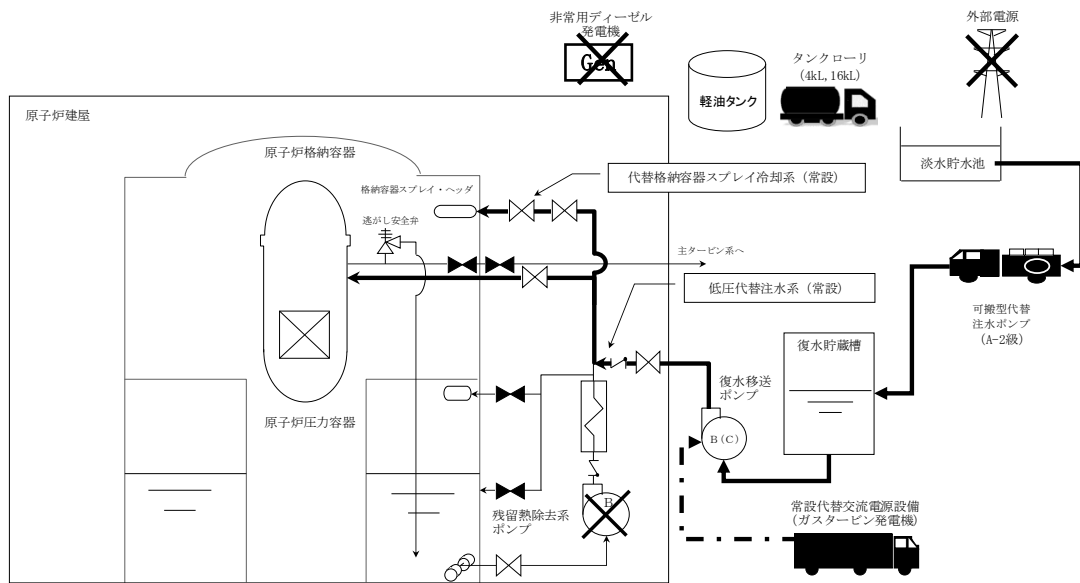 非常用ディーゼル
発電機
Gen
外部電源
タンクローリ
(4kL, 16kL)
軽油タンク
原子炉建屋
淡水貯水池
原子炉格納容器
代替格納容器スプレイ冷却系(常設)
格納容器スプレイ・ヘッダ
逃がし安全弁
主タービン系へ
低圧代替注水系(常設)
可搬型代替
注水ポンプ
(A-2級)
復水貯蔵槽
復水移送
ポンプ
B(C)
原子炉圧力容器
B
残留熱除去系
ポンプ
常設代替交流電源設備
(ガスタービン発電機)